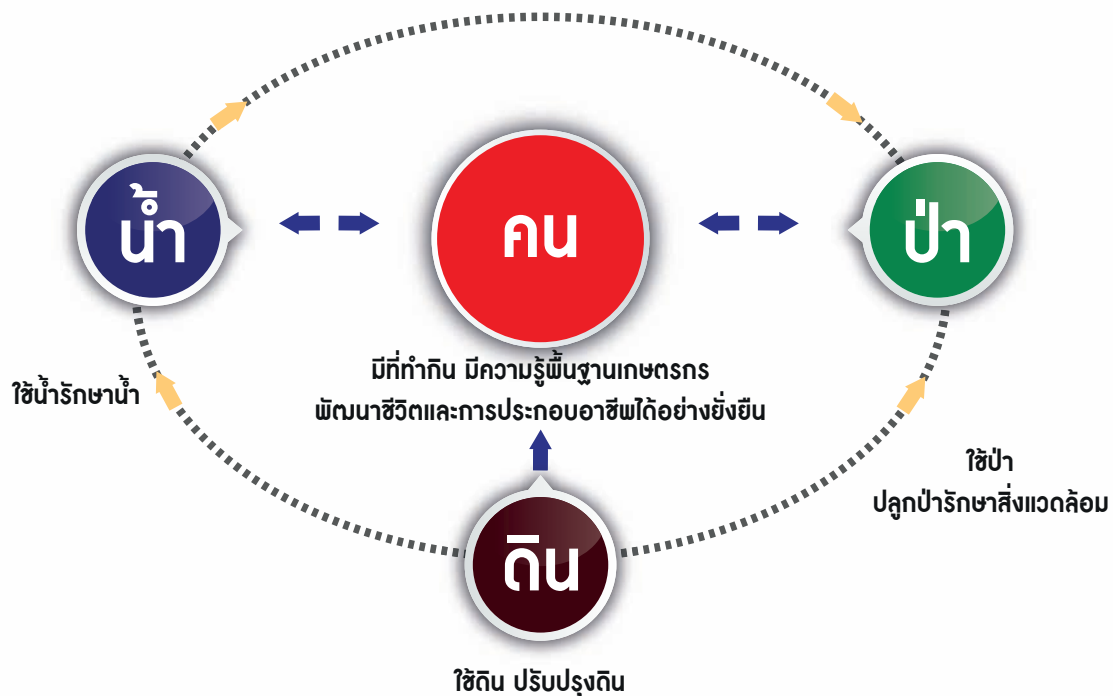 น้ำ
คน
ป่า
มีที่ทำกิน มีความรู้พื้นฐานเกษตรกร
พัฒนาชีวิตและการประกอบอาชีพได้อย่างยั่งยืน
ใช้น้ำรักษาน้ำ
ใช้ป่า
ปลูกป่ารักษาสิ่งแวดล้อม
ดิน
ใช้ดิน ปรับปรุงดิน